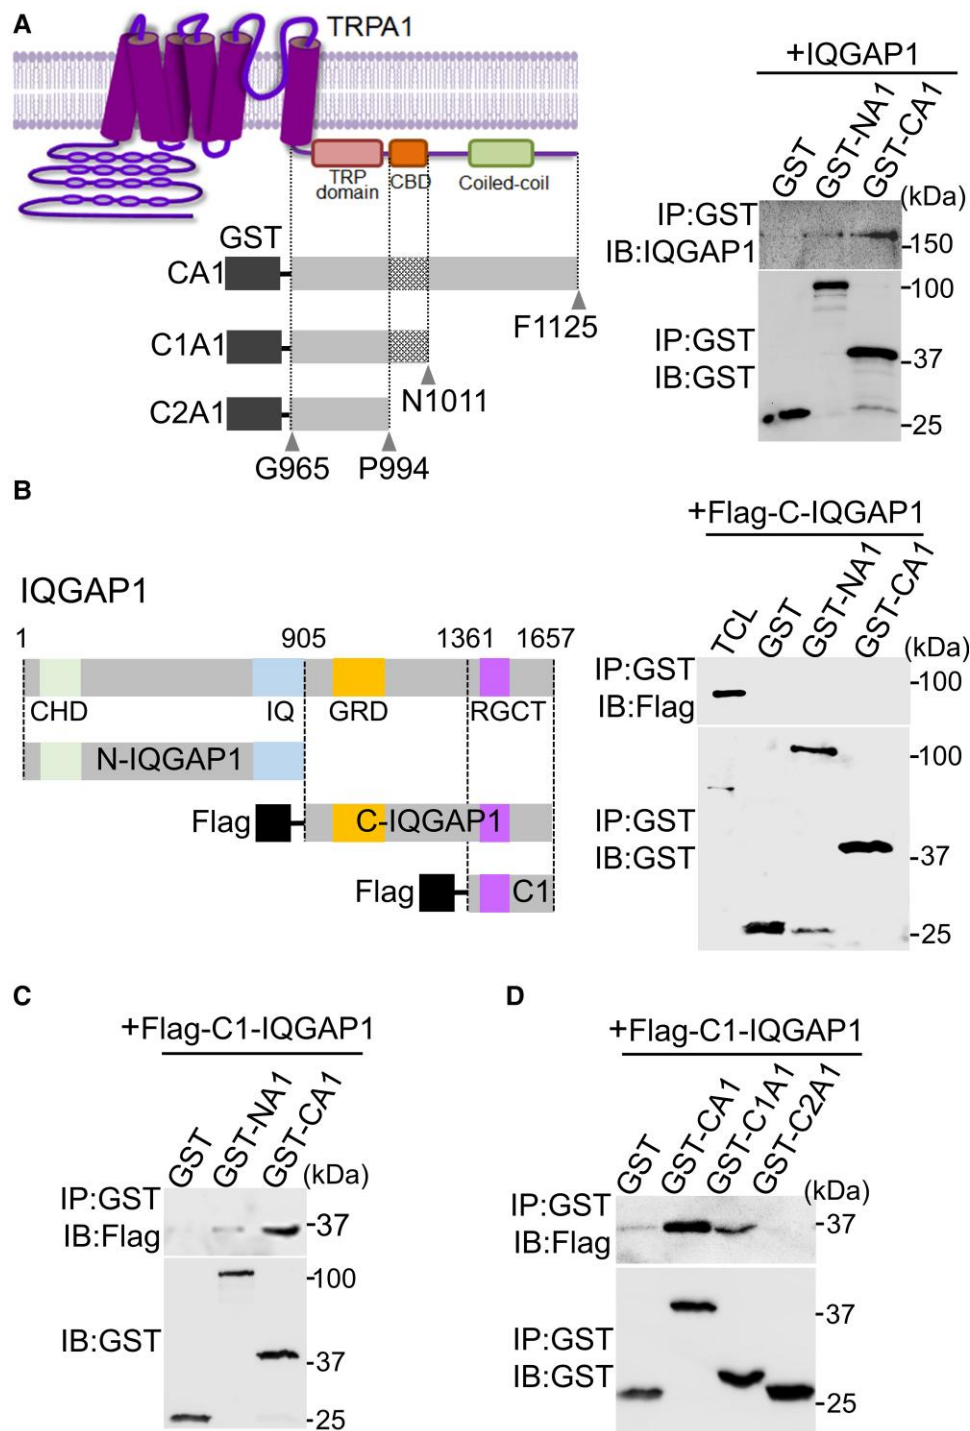 A
TRPA1
TRP
domain
CBD
Coiled-coil
GST
CA1
F1125
C1A1
N1011
C2A1
G965
P994
+IQGAP1
GST
GST-NA1
GST-CA1
(kDa)
IP:GST
IB:IQGAP1
-150
-100
IP:GST
IB:GST
-37
-25
B
IQGAP1
1
905
1361
1657
CHD
IQ
GRD
RGCT
N-IQGAP1
Flag
C-IQGAP1
Flag
C1
+Flag-C-IQGAP1
TCL
GST
GST-NA1
GST-CA1
(kDa)
IP:GST
IB:Flag
-100
-100
IP:GST
IB:GST
-37
-25
C
+Flag-C1-IQGAP1
GST
GST-NA1
GST-CA1
(kDa)
IP:GST
IB:Flag
-37
-100
IB:GST
-37
-25
D
+Flag-C1-IQGAP1
GST
GST-CA1
GST-C1A1
GST-C2A1
(kDa)
IP:GST
IB:Flag
-37
-37
IP:GST
IB:GST
-25